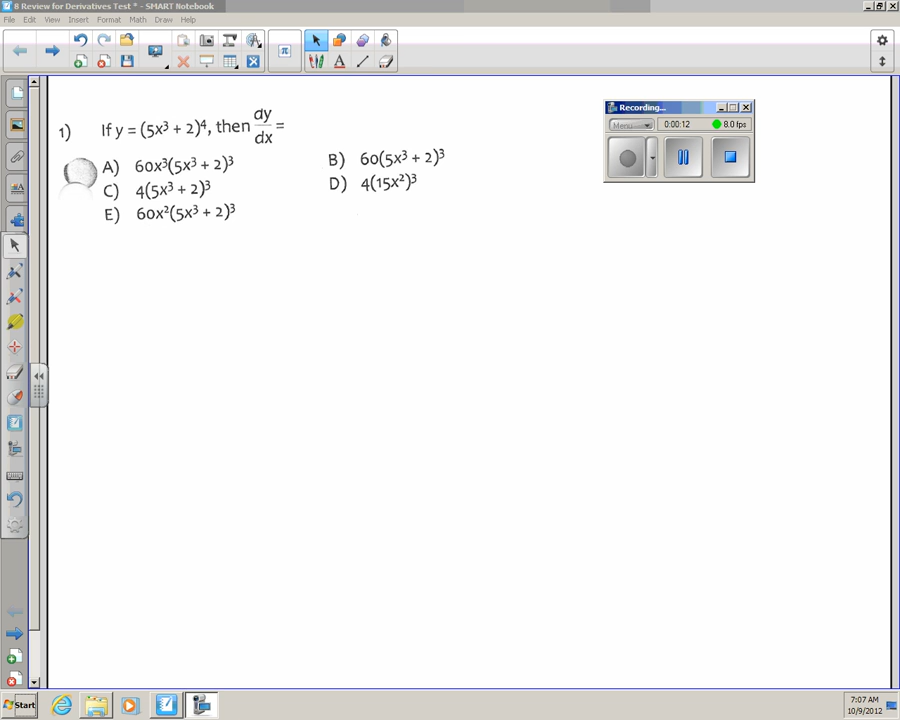 8 Review for Derivatives Test * - SMART Notebook
File Edit View Insert Format Math Draw Help
Recording...
Menu 0:00:12 8.0 fps
1) If y = (5x³ + 2)⁴, then dy/dx =
A) 60x³(5x³ + 2)³ B) 60(5x³ + 2)³
C) 4(5x³ + 2)³ D) 4(15x²)³
E) 60x²(5x³ + 2)³
Start
7:07 AM
10/9/2012